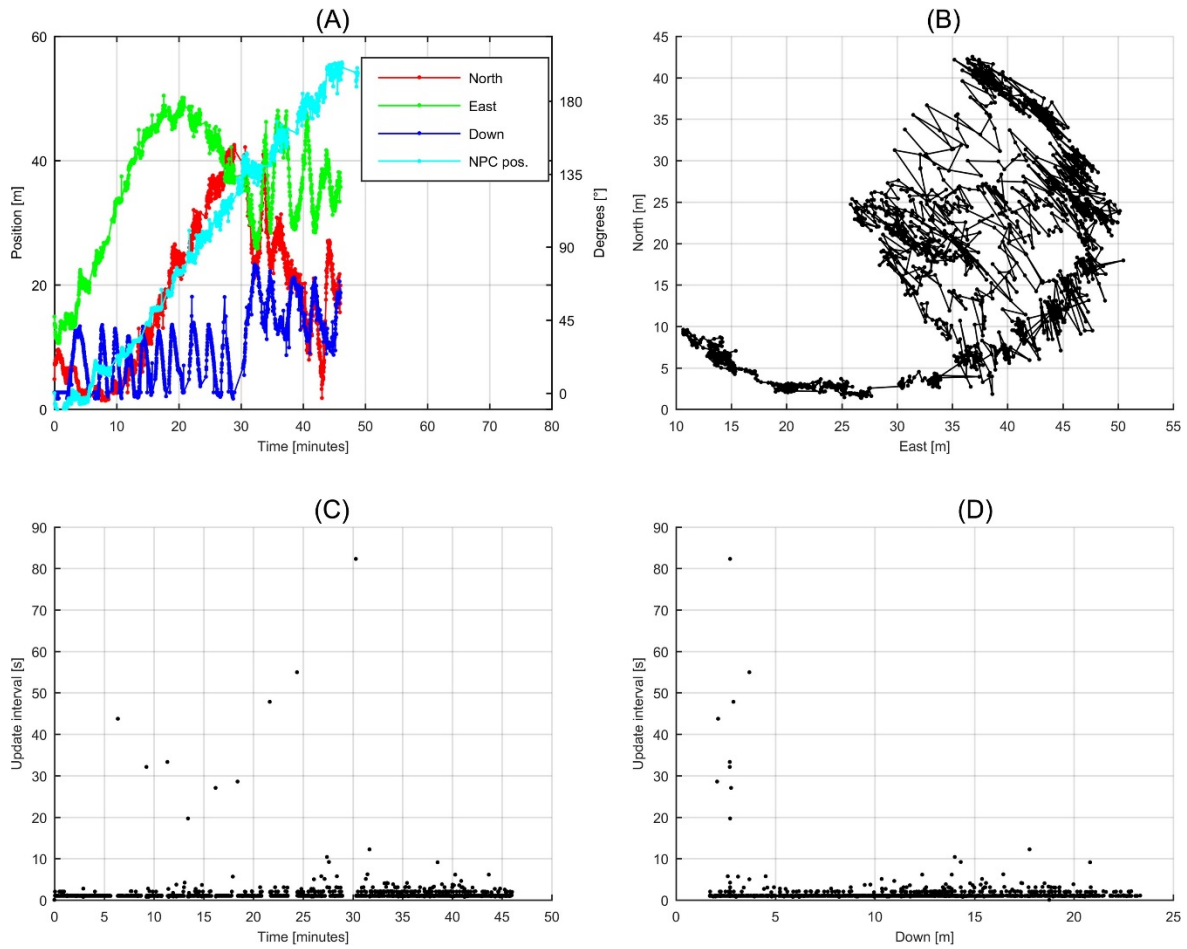 (A)
60
40
20
0
Position [m]
0 10 20 30 40 50 60 70 80
Time [minutes]
180
135
90
45
0
Degrees [°]
North
East
Down
NPC pos.
(B)
45
40
35
30
25
20
15
10
5
0
North [m]
10 15 20 25 30 35 40 45 50 55
East [m]
(C)
90
80
70
60
50
40
30
20
10
0
Update interval [s]
0 5 10 15 20 25 30 35 40 45 50
Time [minutes]
(D)
90
80
70
60
50
40
30
20
10
0
Update interval [s]
0 5 10 15 20 25
Down [m]